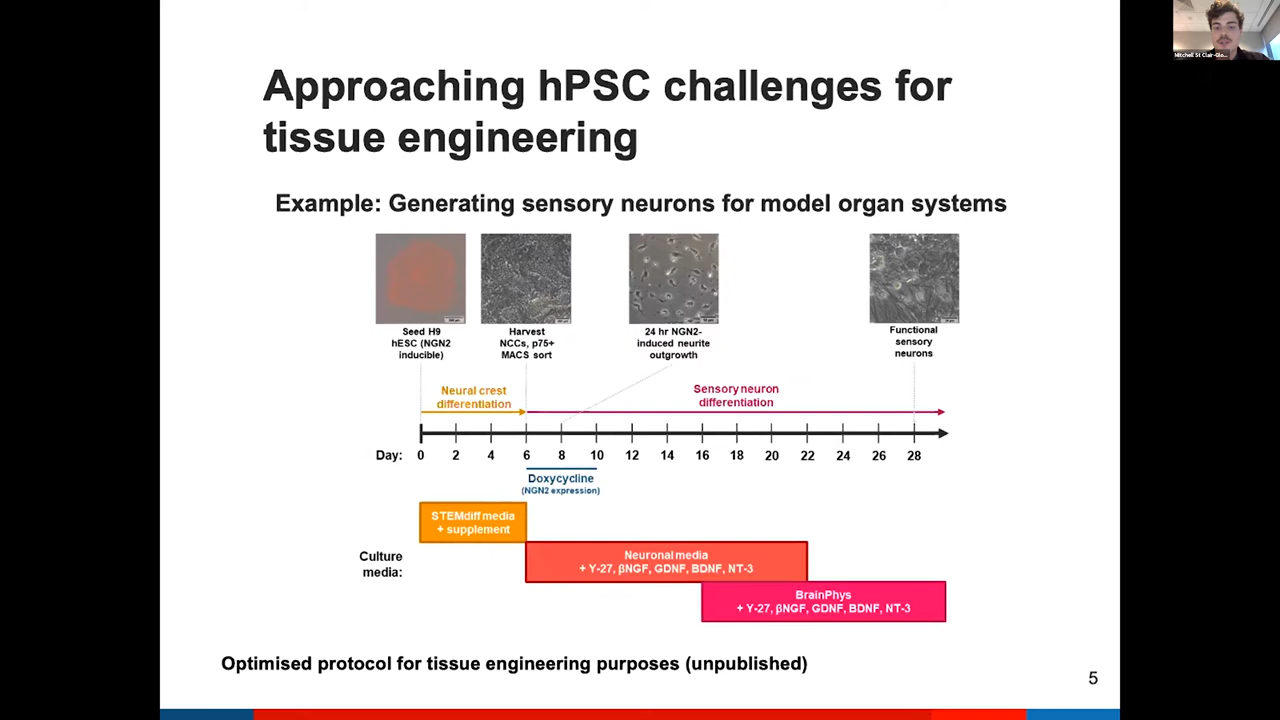 Mitchell St Clair-Glo...
Approaching hPSC challenges for
tissue engineering
Example: Generating sensory neurons for model organ systems
Seed H9
hESC (NGN2
inducible)
Harvest
NCCs, p75+
MACS sort
24 hr NGN2-
induced neurite
outgrowth
Functional
sensory
neurons
Neural crest
differentiation
Sensory neuron
differentiation
Day: 0 2 4 6 8 10 12 14 16 18 20 22 24 26 28
Doxycycline
(NGN2 expression)
STEMdiff media
+ supplement
Culture
media:
Neuronal media
+ Y-27, βNGF, GDNF, BDNF, NT-3
BrainPhys
+ Y-27, βNGF, GDNF, BDNF, NT-3
Optimised protocol for tissue engineering purposes (unpublished)
5